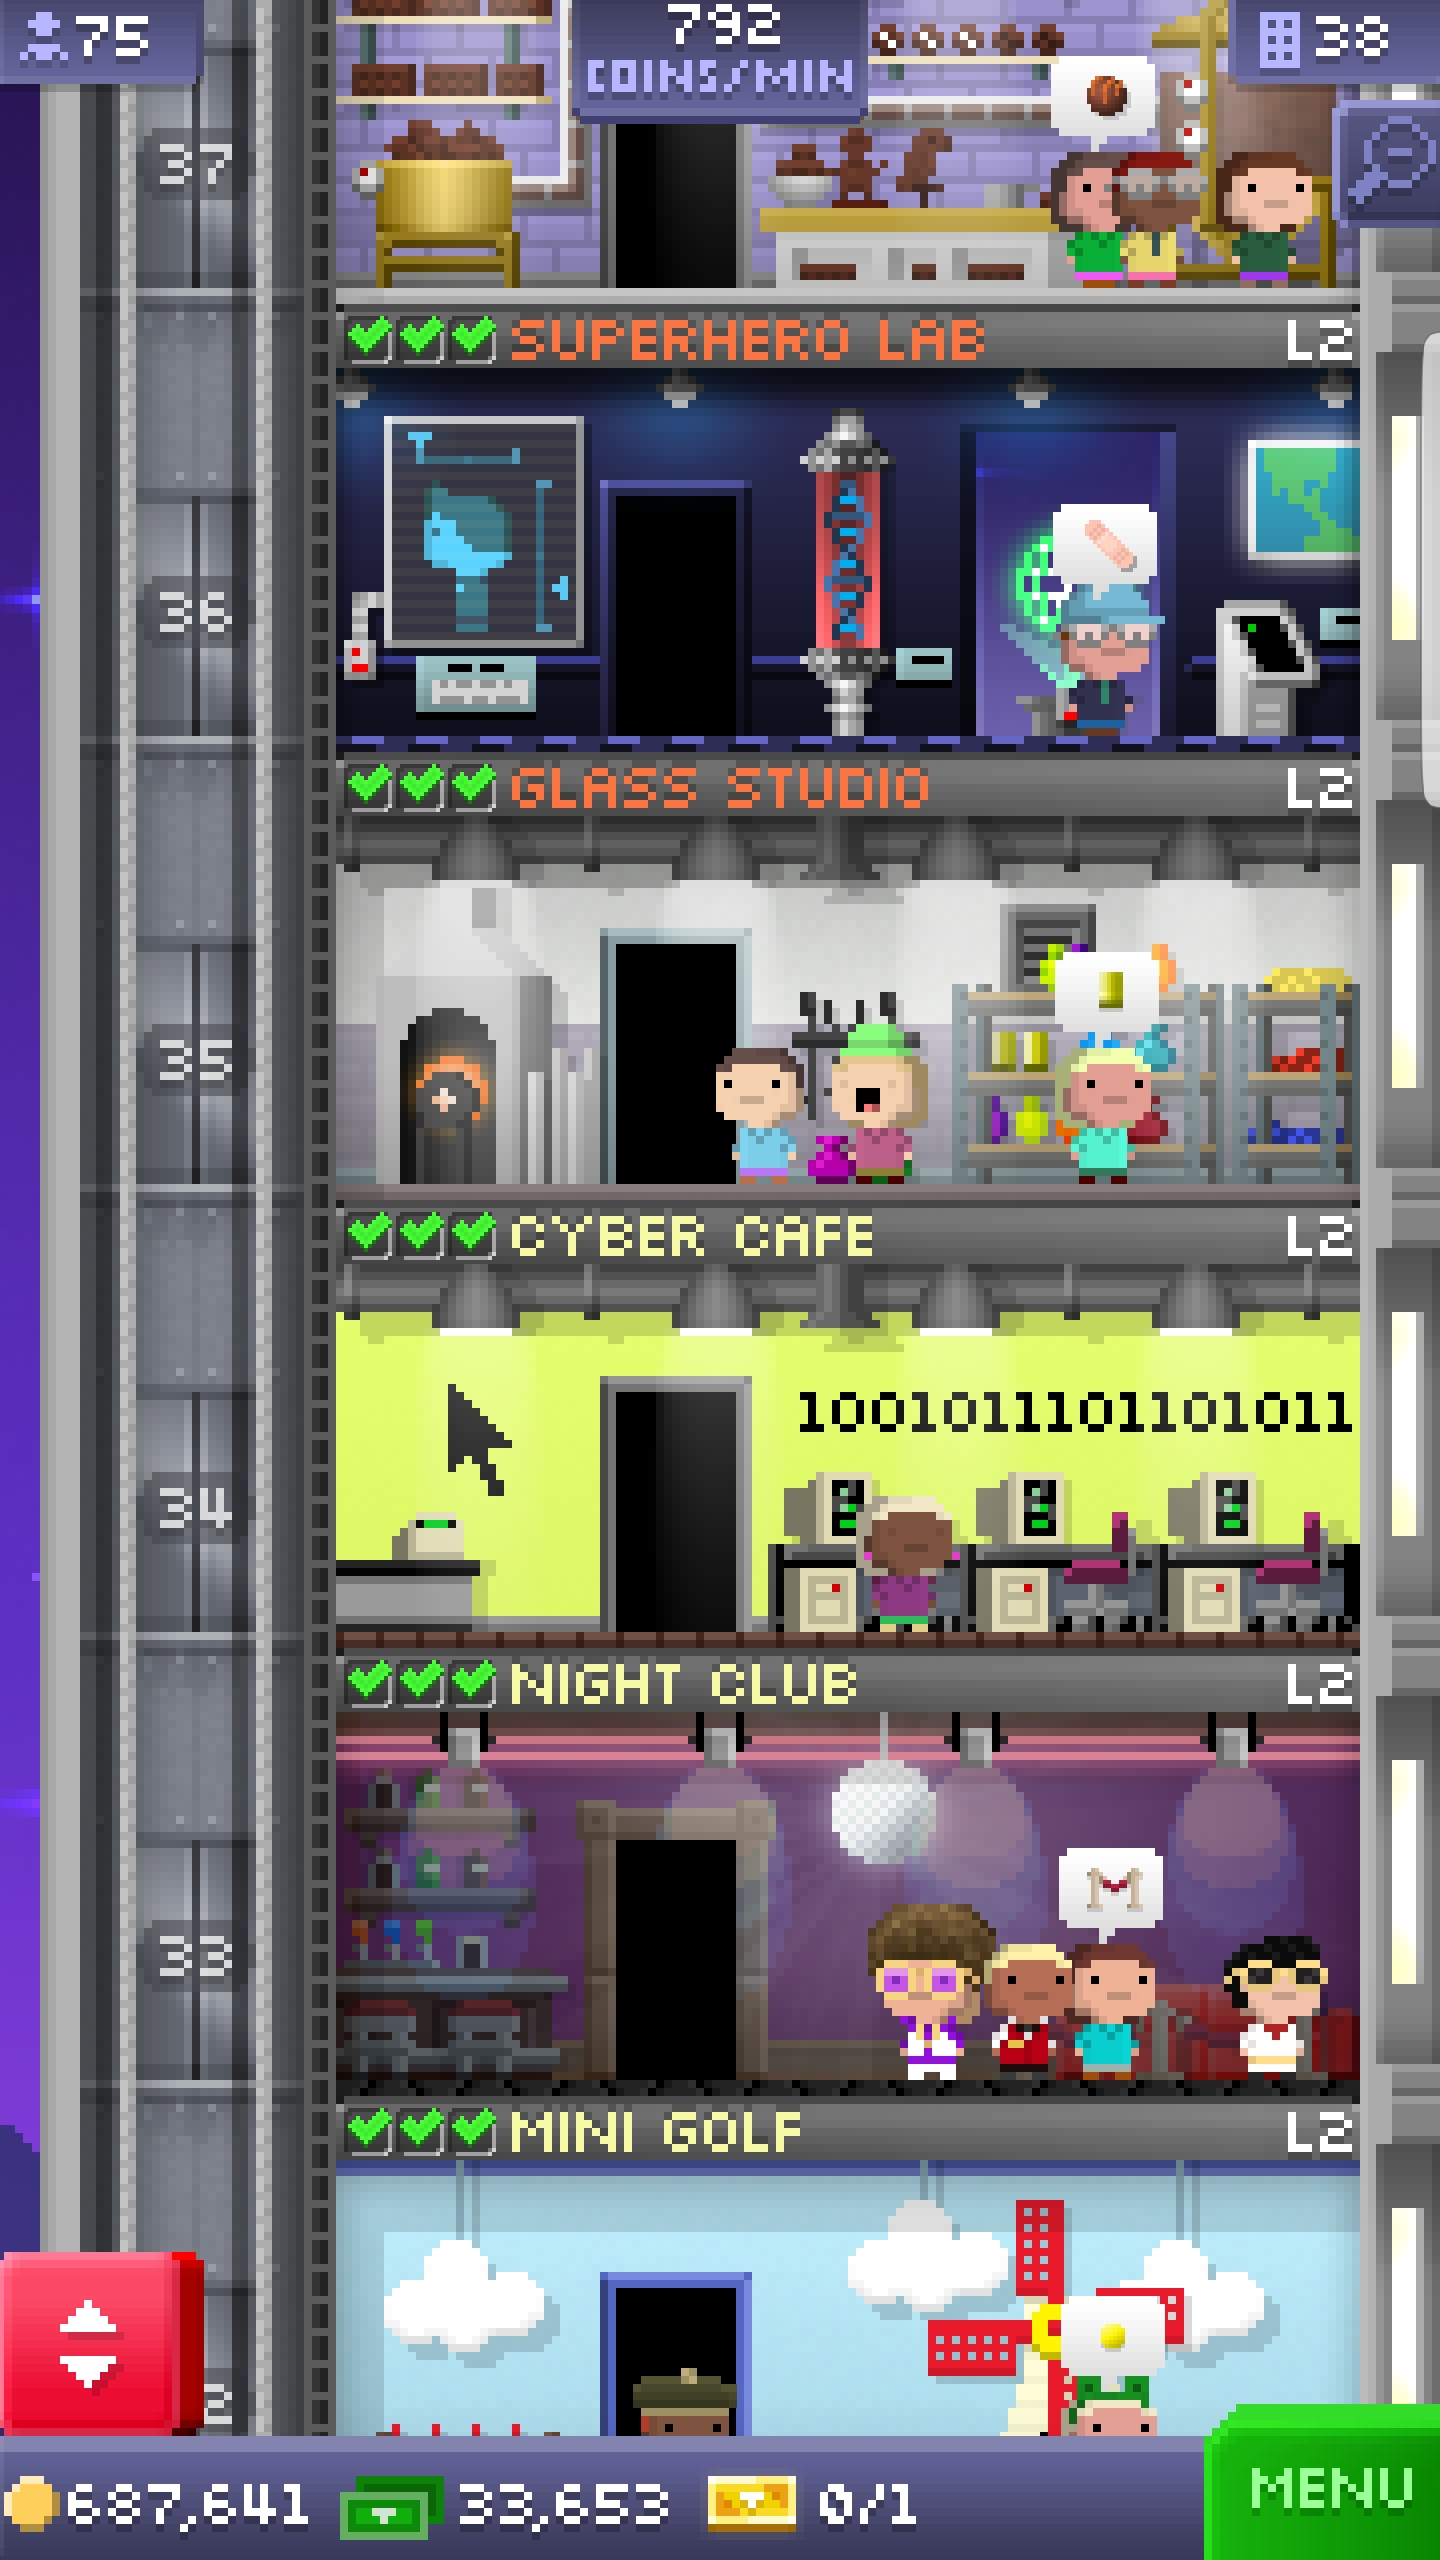 75
792
COINS/MIN
38
37
SUPERHERO LAB L2
36
GLASS STUDIO L2
35
CYBER CAFE L2
1001011101101011
34
NIGHT CLUB L2
33
MINI GOLF L2
687,641 33,653 0/1
MENU